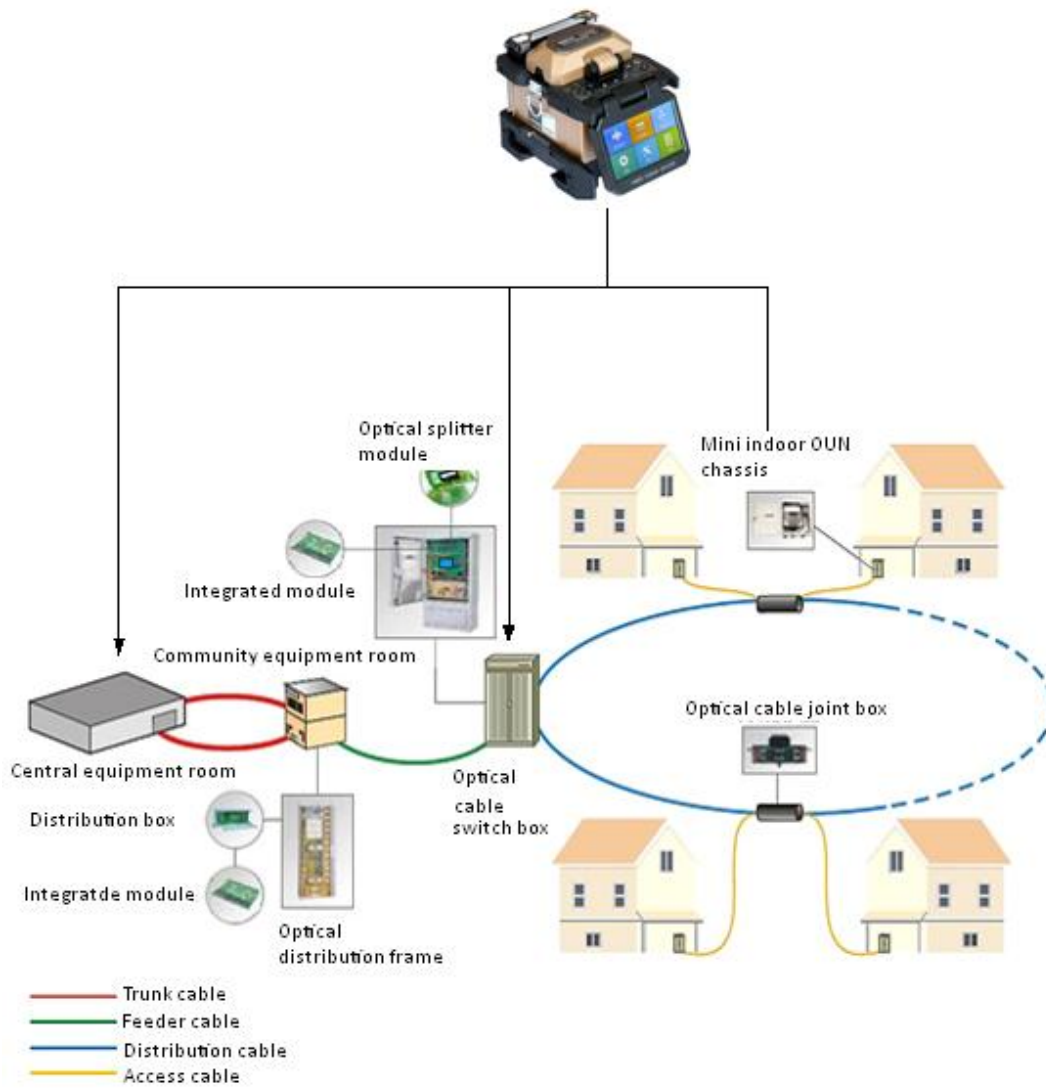 Optical splitter
module
Mini indoor OUN
chassis
Integrated module
Community equipment room
Optical cable joint box
Central equipment room
Optical
cable
switch box
Distribution box
Integratde module
Optical
distribution frame
Trunk cable
Feeder cable
Distribution cable
Access cable